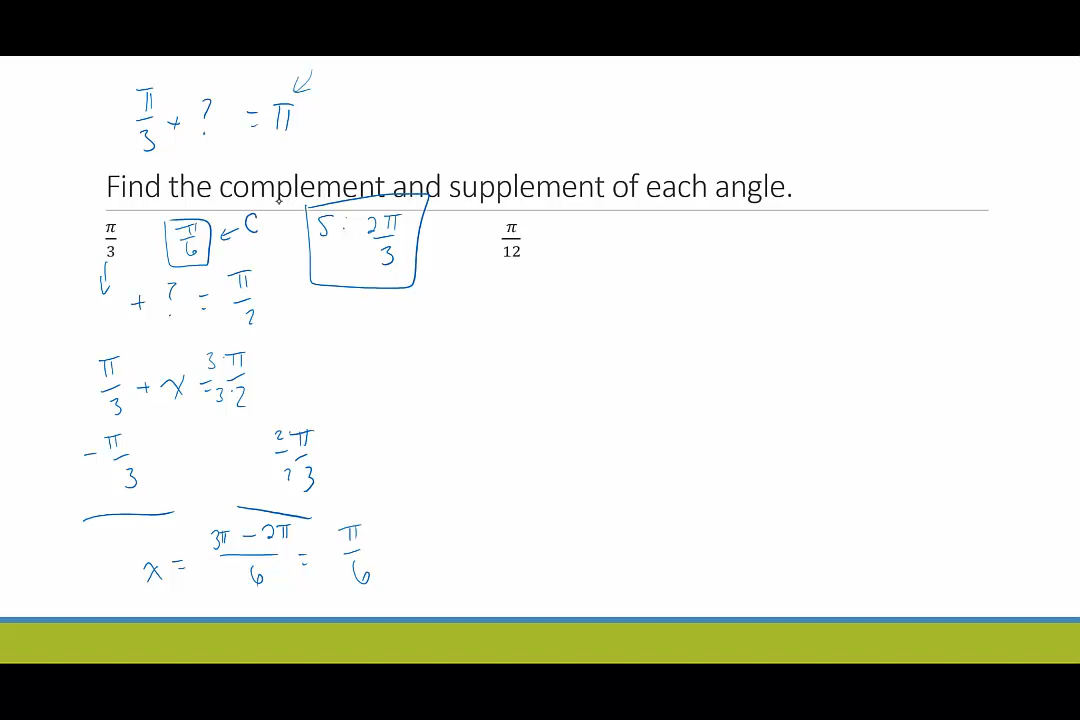 π/3 + ? = π
Find the complement and supplement of each angle.
π/3 π/6 ← C S: 2π/3 π/12
+ ? = π/2
π/3 + x = 3·π/3·2
- π/3 - 2π/2 3
x = 3π - 2π/6 = π/6